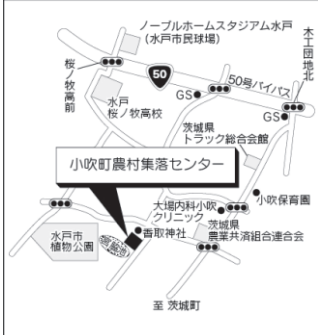 ノーブルホームスタジアム水戸
(水戸市民球場)
木工団地北
桜ノ牧高前
50
50号バイパス
GS
GS
水戸
桜ノ牧高校
茨城県
トラック総合会館
小吹町農村集落センター
小吹保育園
大場内科小吹
クリニック
水戸市
植物公園
香取神社
茨城県
農業共済組合連合会
至 茨城町